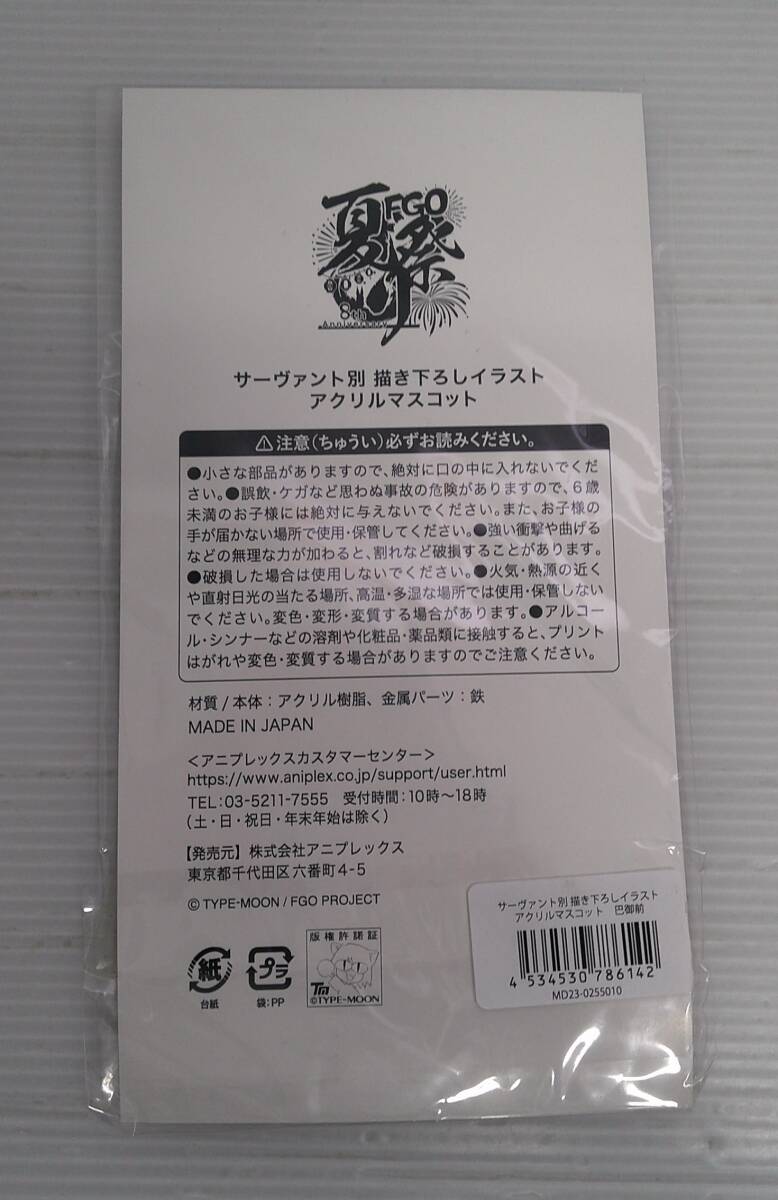 FGO
夏祭
8th
Anniversary
サーヴァント別 描き下ろしイラスト
アクリルマスコット
⚠注意(ちゅうい)必ずお読みください。
●小さな部品がありますので、絶対に口の中に入れないでくだ
さい。●誤飲・ケガなど思わぬ事故の危険がありますので、6歳
未満のお子様には絶対に与えないでください。また、お子様の
手が届かない場所で使用・保管してください。●強い衝撃や曲げる
などの無理な力が加わると、割れなど破損することがあります。
●破損した場合は使用しないでください。●火気・熱源の近く
や直射日光の当たる場所、高温・多湿な場所では使用・保管しない
でください。変色・変形・変質する場合があります。●アルコー
ル・シンナーなどの溶剤や化粧品・薬品類に接触すると、プリント
はがれや変色・変質する場合がありますのでご注意ください。
材質/本体:アクリル樹脂、金属パーツ:鉄
MADE IN JAPAN
<アニプレックスカスタマーセンター>
https://www.aniplex.co.jp/support/user.html
TEL:03-5211-7555 受付時間:10時〜18時
(土・日・祝日・年末年始は除く)
【発売元】株式会社アニプレックス
東京都千代田区六番町4-5
© TYPE-MOON / FGO PROJECT
紙
台紙
プラ
袋:PP
版権許諾証
TM
©TYPE-MOON
サーヴァント別 描き下ろしイラスト
アクリルマスコット 巴御前
4 534530 786142
MD23-0255010